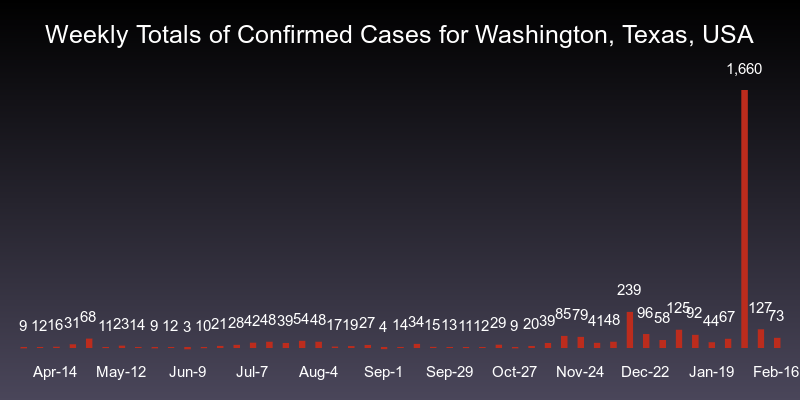 Weekly Totals of Confirmed Cases for Washington, Texas, USA
1,660
239
9 12 16 31 68 11 23 14 9 12 3 10 21 28 42 48 39 54 48 17 19 27 4 14 34 15 13 11 12 29 9 20 39 85 79 41 48 96 58 125 92 44 67 127 73
Apr-14 May-12 Jun-9 Jul-7 Aug-4 Sep-1 Sep-29 Oct-27 Nov-24 Dec-22 Jan-19 Feb-16